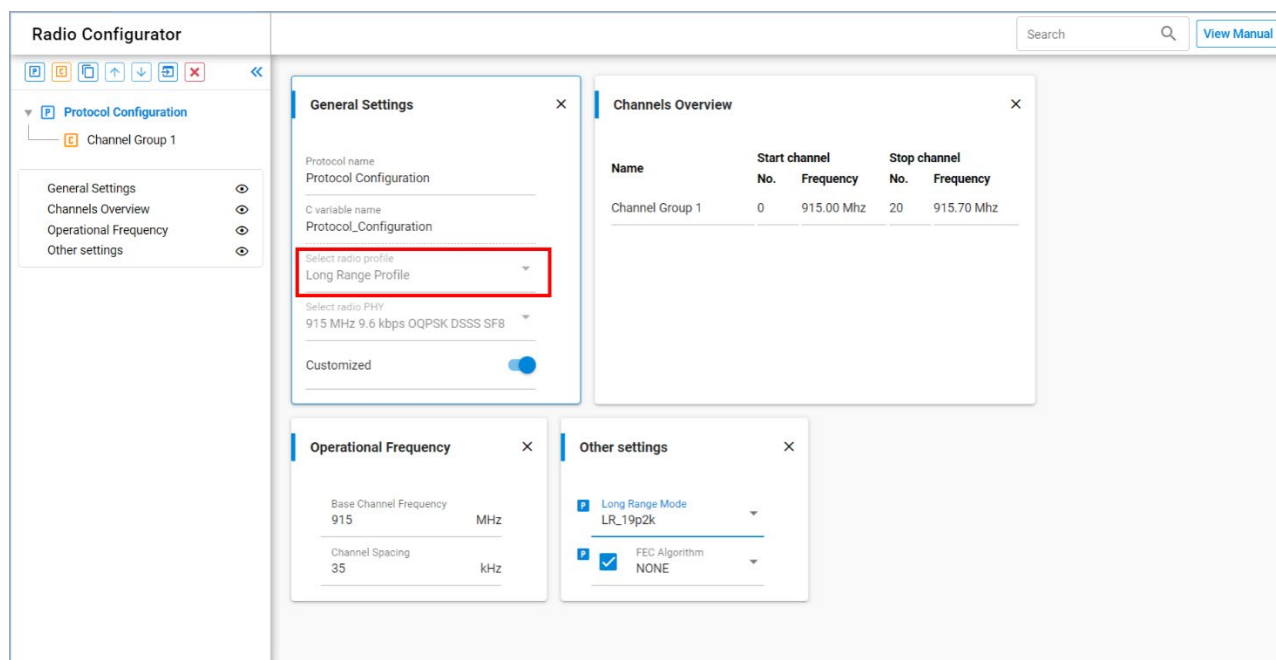 Radio Configurator
Search
View Manual
P C
P Protocol Configuration
C Channel Group 1
General Settings
Channels Overview
Operational Frequency
Other settings
General Settings
Protocol name
Protocol Configuration
C variable name
Protocol_Configuration
Select radio profile
Long Range Profile
Select radio PHY
915 MHz 9.6 kbps OQPSK DSSS SF8
Customized
Channels Overview
Start channel Stop channel
Name
No. Frequency No. Frequency
Channel Group 1 0 915.00 Mhz 20 915.70 Mhz
Operational Frequency
Base Channel Frequency
915 MHz
Channel Spacing
35 kHz
Other settings
P Long Range Mode
LR_19p2k
P FEC Algorithm
NONE